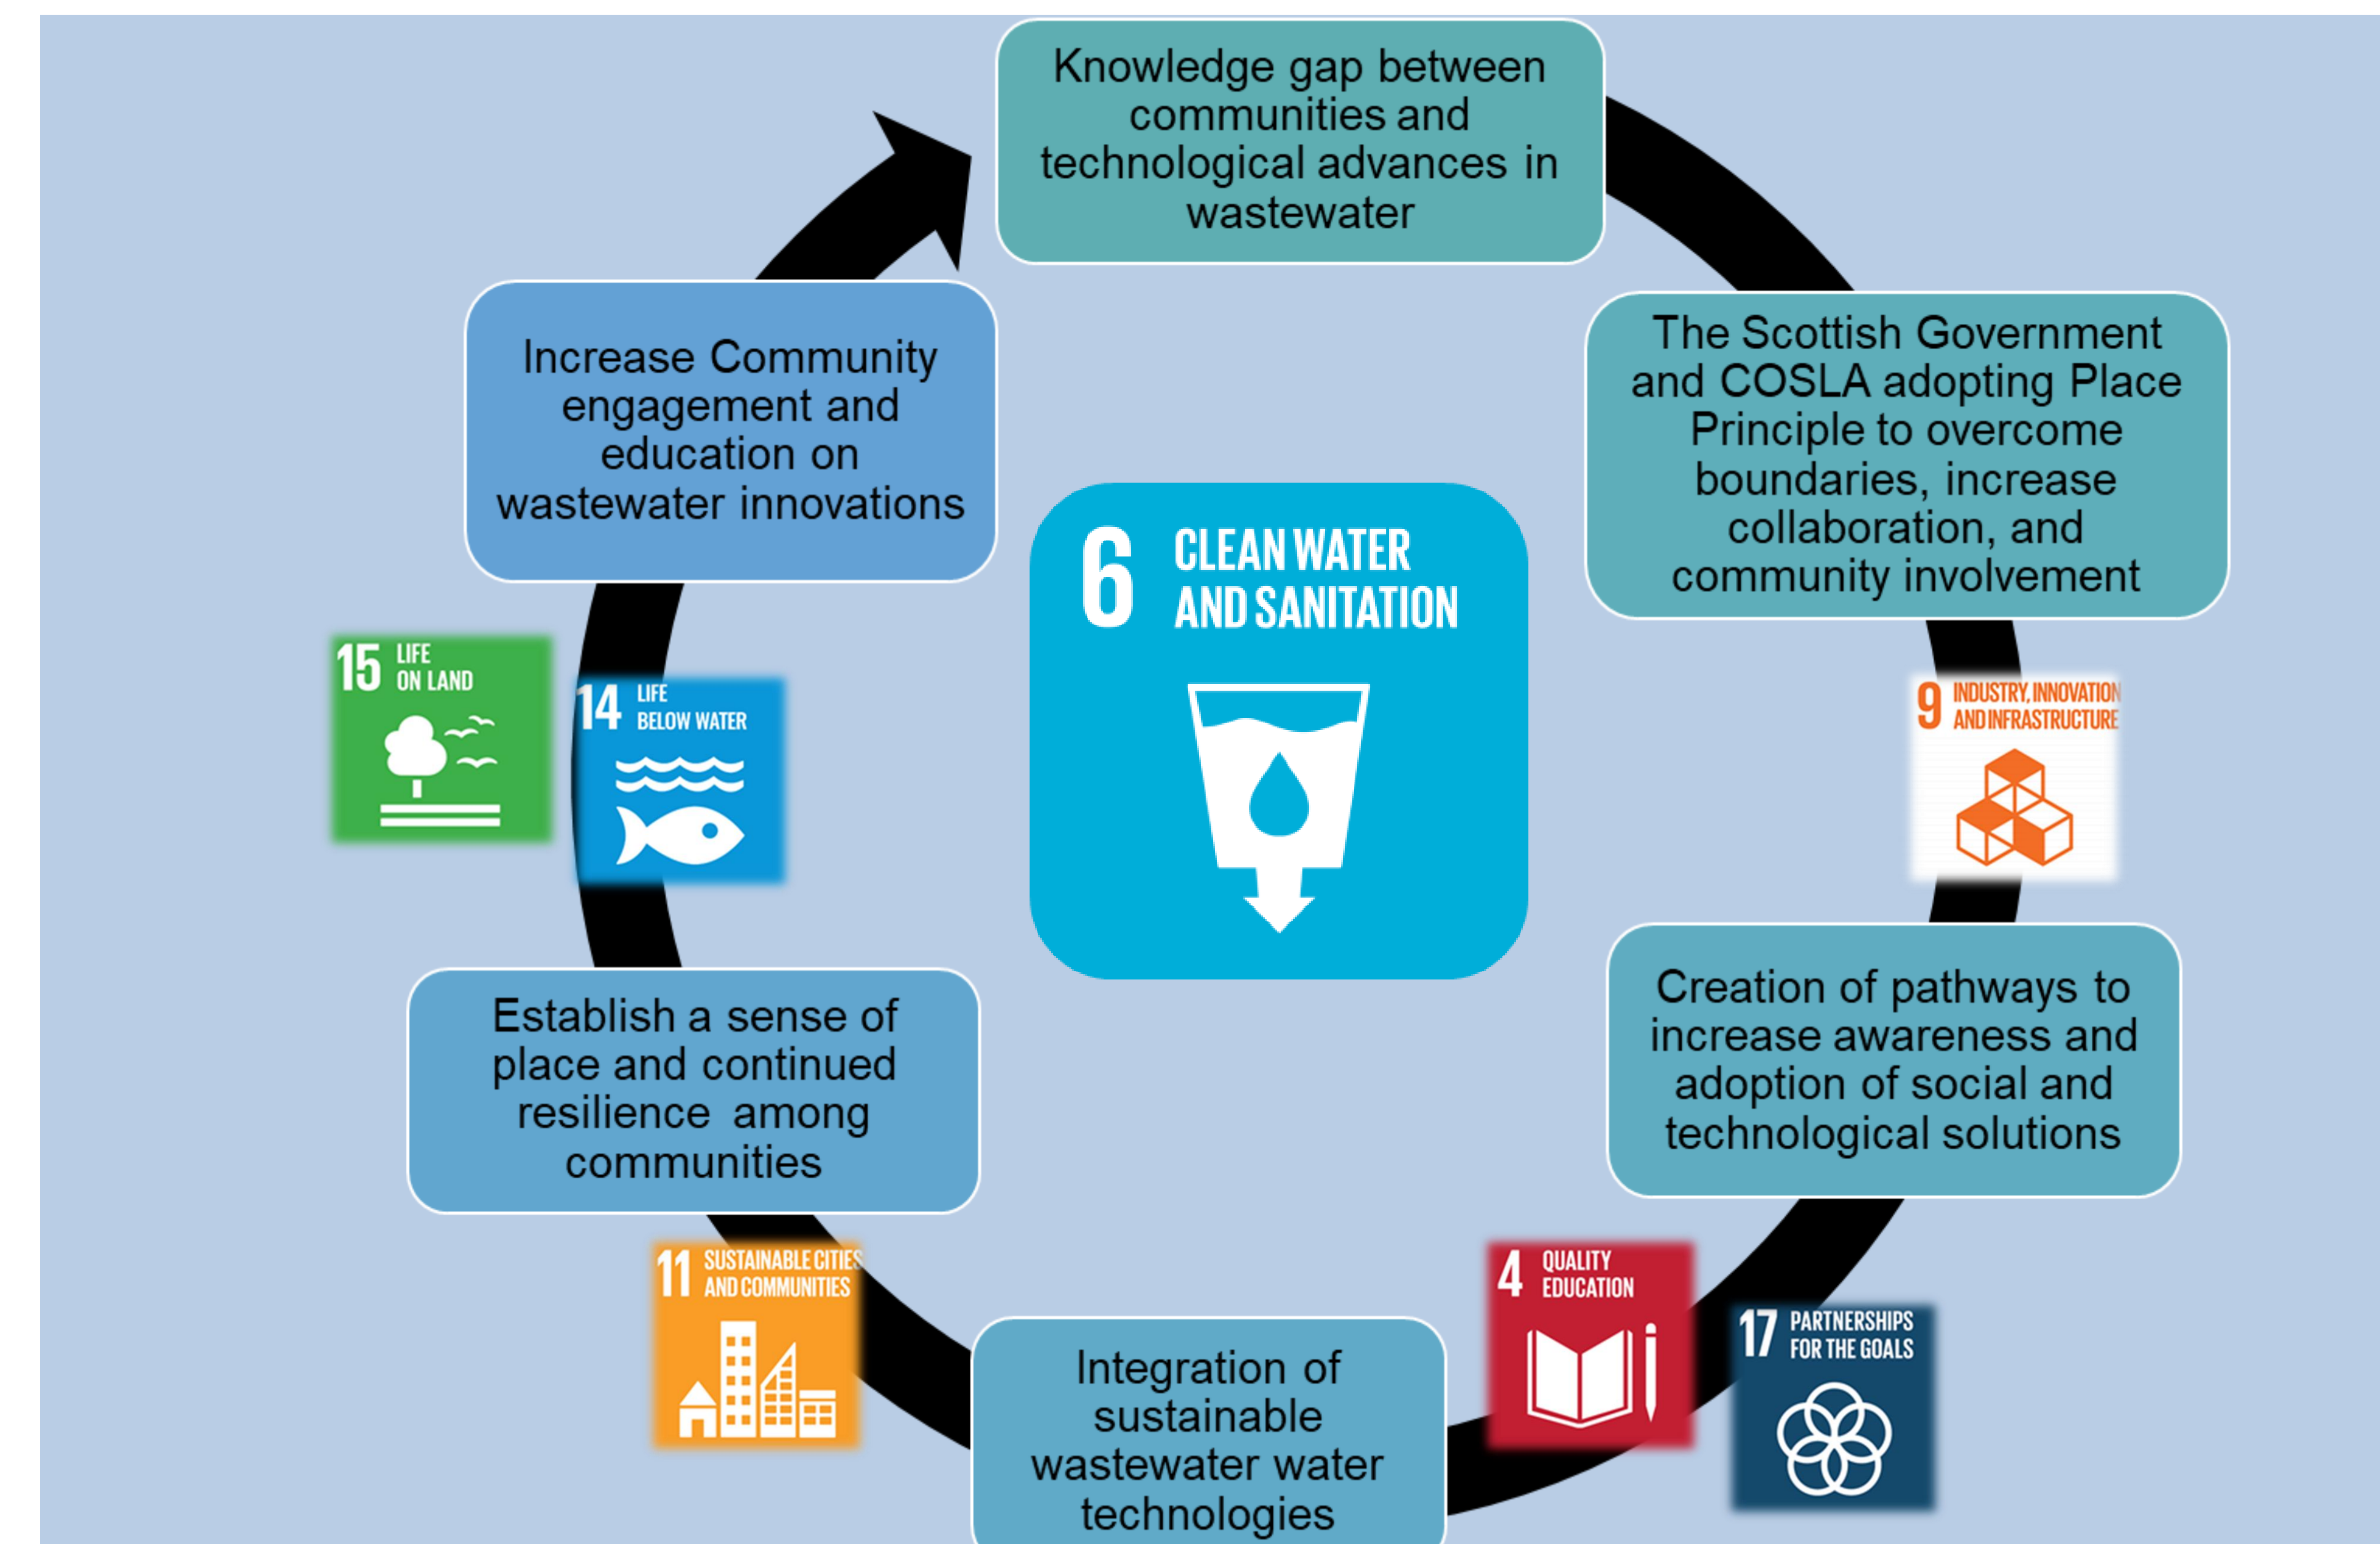 Knowledge gap between
communities and
technological advances in
wastewater
The Scottish Government
and COSLA adopting Place
Principle to overcome
boundaries, increase
collaboration, and
community involvement
9 INDUSTRY, INNOVATION
AND INFRASTRUCTURE
Creation of pathways to
increase awareness and
adoption of social and
technological solutions
4 QUALITY
EDUCATION
17 PARTNERSHIPS
FOR THE GOALS
Integration of
sustainable
wastewater water
technologies
11 SUSTAINABLE CITIES
AND COMMUNITIES
Establish a sense of
place and continued
resilience among
communities
15 LIFE
ON LAND
14 LIFE
BELOW WATER
Increase Community
engagement and
education on
wastewater innovations
6 CLEAN WATER
AND SANITATION